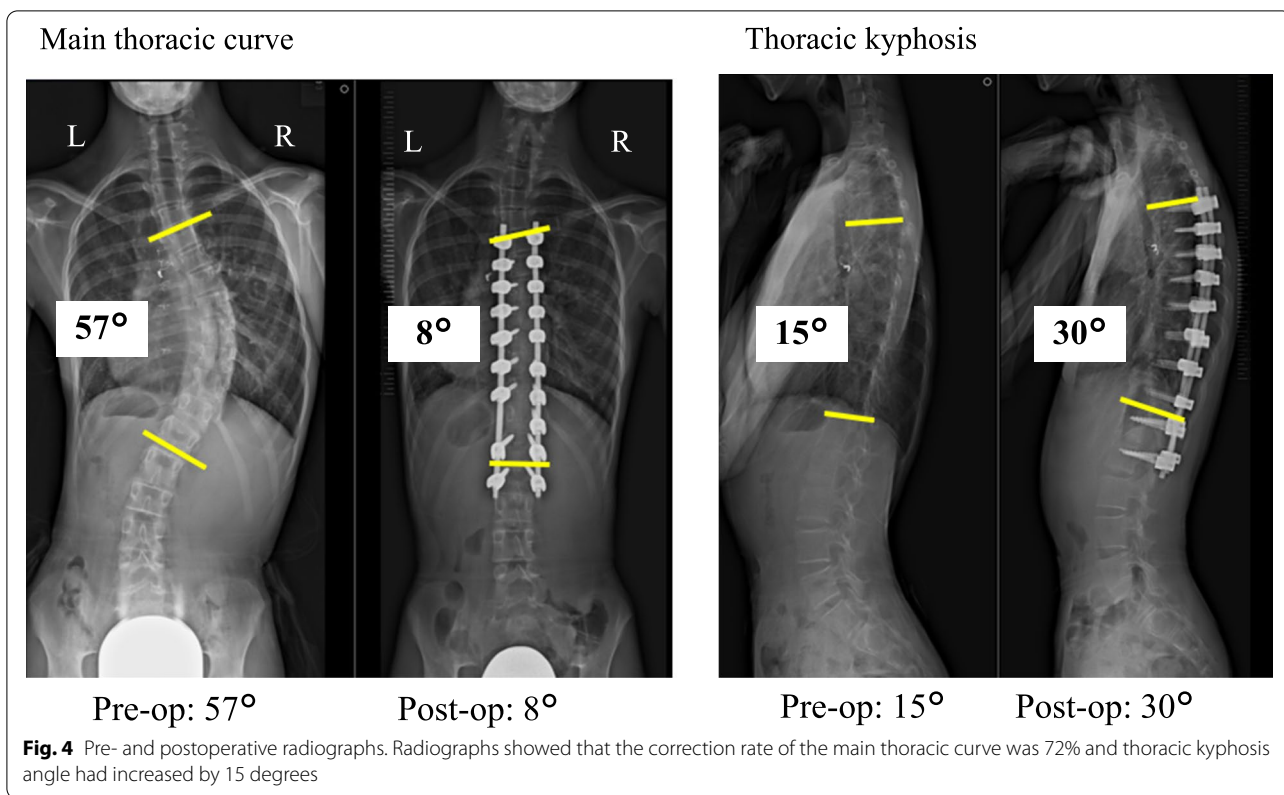 Main thoracic curve
Thoracic kyphosis
L R
L R
57°
8°
15°
30°
Pre-op: 57°
Post-op: 8°
Pre-op: 15°
Post-op: 30°
Fig. 4 Pre- and postoperative radiographs. Radiographs showed that the correction rate of the main thoracic curve was 72% and thoracic kyphosis
angle had increased by 15 degrees